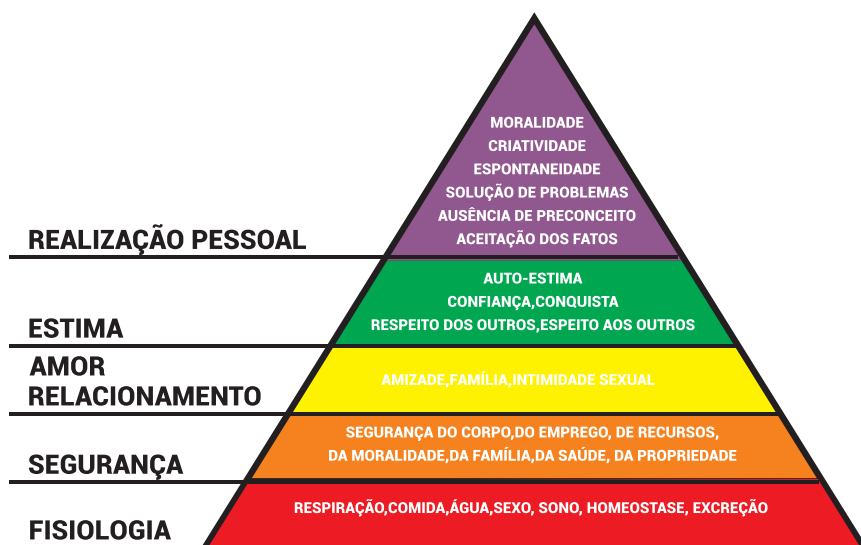 MORALIDADE
CRIATIVIDADE
ESPONTANEIDADE
SOLUÇÃO DE PROBLEMAS
AUSÊNCIA DE PRECONCEITO
ACEITAÇÃO DOS FATOS
REALIZAÇÃO PESSOAL
AUTO-ESTIMA
CONFIANÇA,CONQUISTA
RESPEITO DOS OUTROS,ESPEITO AOS OUTROS
ESTIMA
AMOR
RELACIONAMENTO
AMIZADE,FAMÍLIA,INTIMIDADE SEXUAL
SEGURANÇA DO CORPO,DO EMPREGO, DE RECURSOS,
DA MORALIDADE,DA FAMÍLIA,DA SAÚDE, DA PROPRIEDADE
SEGURANÇA
RESPIRAÇÃO,COMIDA,ÁGUA,SEXO, SONO, HOMEOSTASE, EXCREÇÃO
FISIOLOGIA